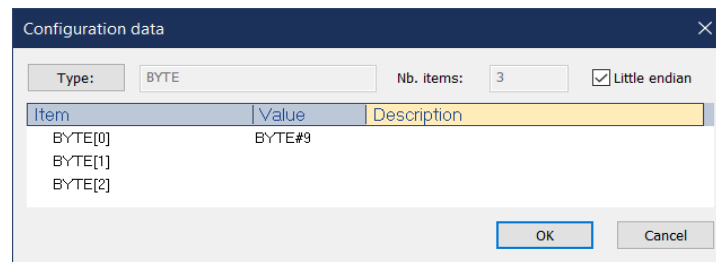 Configuration data
Type: BYTE Nb. items: 3 Little endian
Item Value Description
BYTE[0] BYTE#9
BYTE[1]
BYTE[2]
OK Cancel